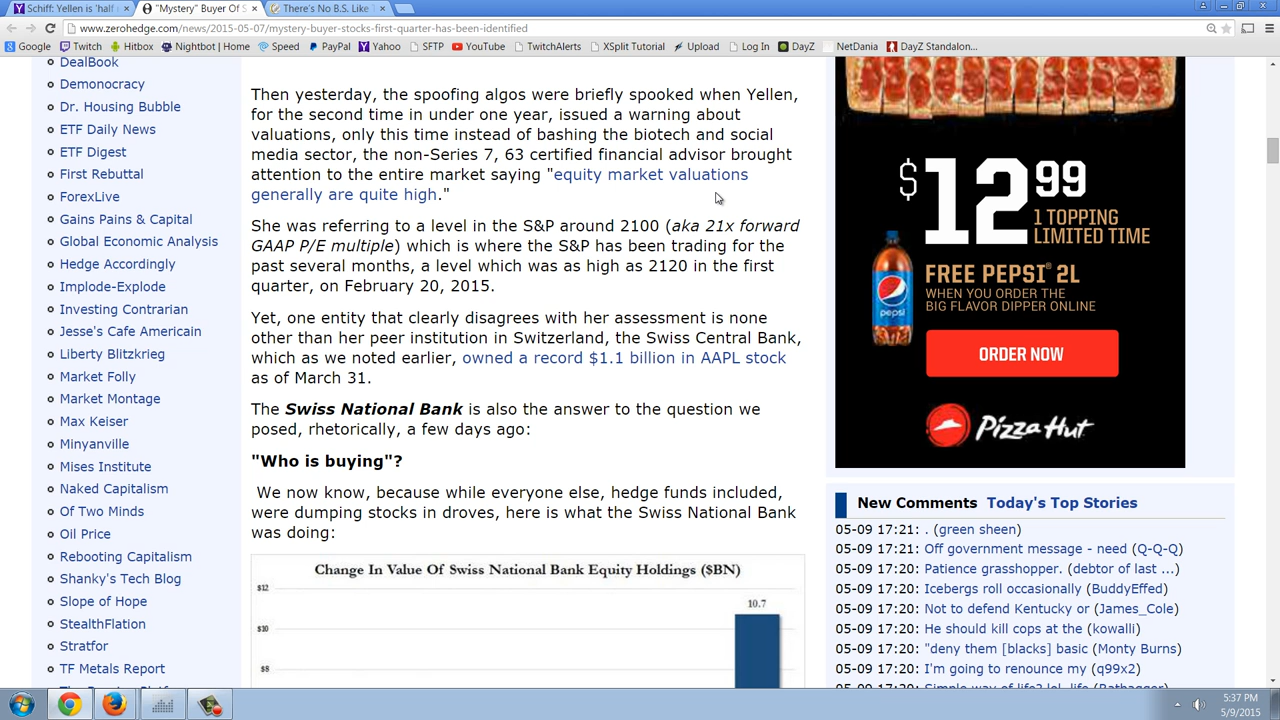 Schiff: Yellen is 'half
"Mystery" Buyer Of S
There's No B.S. Like T
www.zerohedge.com/news/2015-05-07/mystery-buyer-stocks-first-quarter-has-been-identified
Google Twitch Hitbox Nightbot | Home Speed PayPal Yahoo SFTP YouTube TwitchAlerts XSplit Tutorial Upload Log In DayZ NetDania DayZ Standalon...
DealBook
Demonocracy
Dr. Housing Bubble
ETF Daily News
ETF Digest
First Rebuttal
ForexLive
Gains Pains & Capital
Global Economic Analysis
Hedge Accordingly
Implode-Explode
Investing Contrarian
Jesse's Cafe Americain
Liberty Blitzkrieg
Market Folly
Market Montage
Max Keiser
Minyanville
Mises Institute
Naked Capitalism
Of Two Minds
Oil Price
Rebooting Capitalism
Shanky's Tech Blog
Slope of Hope
StealthFlation
Stratfor
TF Metals Report
Then yesterday, the spoofing algos were briefly spooked when Yellen,
for the second time in under one year, issued a warning about
valuations, only this time instead of bashing the biotech and social
media sector, the non-Series 7, 63 certified financial advisor brought
attention to the entire market saying "equity market valuations
generally are quite high."
She was referring to a level in the S&P around 2100 (aka 21x forward
GAAP P/E multiple) which is where the S&P has been trading for the
past several months, a level which was as high as 2120 in the first
quarter, on February 20, 2015.
Yet, one entity that clearly disagrees with her assessment is none
other than her peer institution in Switzerland, the Swiss Central Bank,
which as we noted earlier, owned a record $1.1 billion in AAPL stock
as of March 31.
The Swiss National Bank is also the answer to the question we
posed, rhetorically, a few days ago:
"Who is buying"?
We now know, because while everyone else, hedge funds included,
were dumping stocks in droves, here is what the Swiss National Bank
was doing:
Change In Value Of Swiss National Bank Equity Holdings ($BN)
$12
10.7
$10
$8
$12.99
1 TOPPING
LIMITED TIME
FREE PEPSI® 2L
WHEN YOU ORDER THE
BIG FLAVOR DIPPER ONLINE
pepsi
ORDER NOW
Pizza Hut
New Comments Today's Top Stories
05-09 17:21: . (green sheen)
05-09 17:21: Off government message - need (Q-Q-Q)
05-09 17:20: Patience grasshopper. (debtor of last ...)
05-09 17:20: Icebergs roll occasionally (BuddyEffed)
05-09 17:20: Not to defend Kentucky or (James_Cole)
05-09 17:20: He should kill cops at the (kowalli)
05-09 17:20: "deny them [blacks] basic (Monty Burns)
05-09 17:20: I'm going to renounce my (q99x2)
5:37 PM
5/9/2015